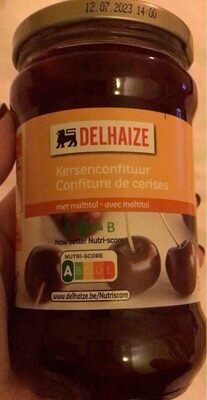 12.07.2023 14:00
DELHAIZE
Kersenconfituur
Confiture de cerises
met maltitol - avec maltitol
B
Now better Nutri-score
NUTRI-SCORE
A B C D E
www.delhaize.be/Nutriscore